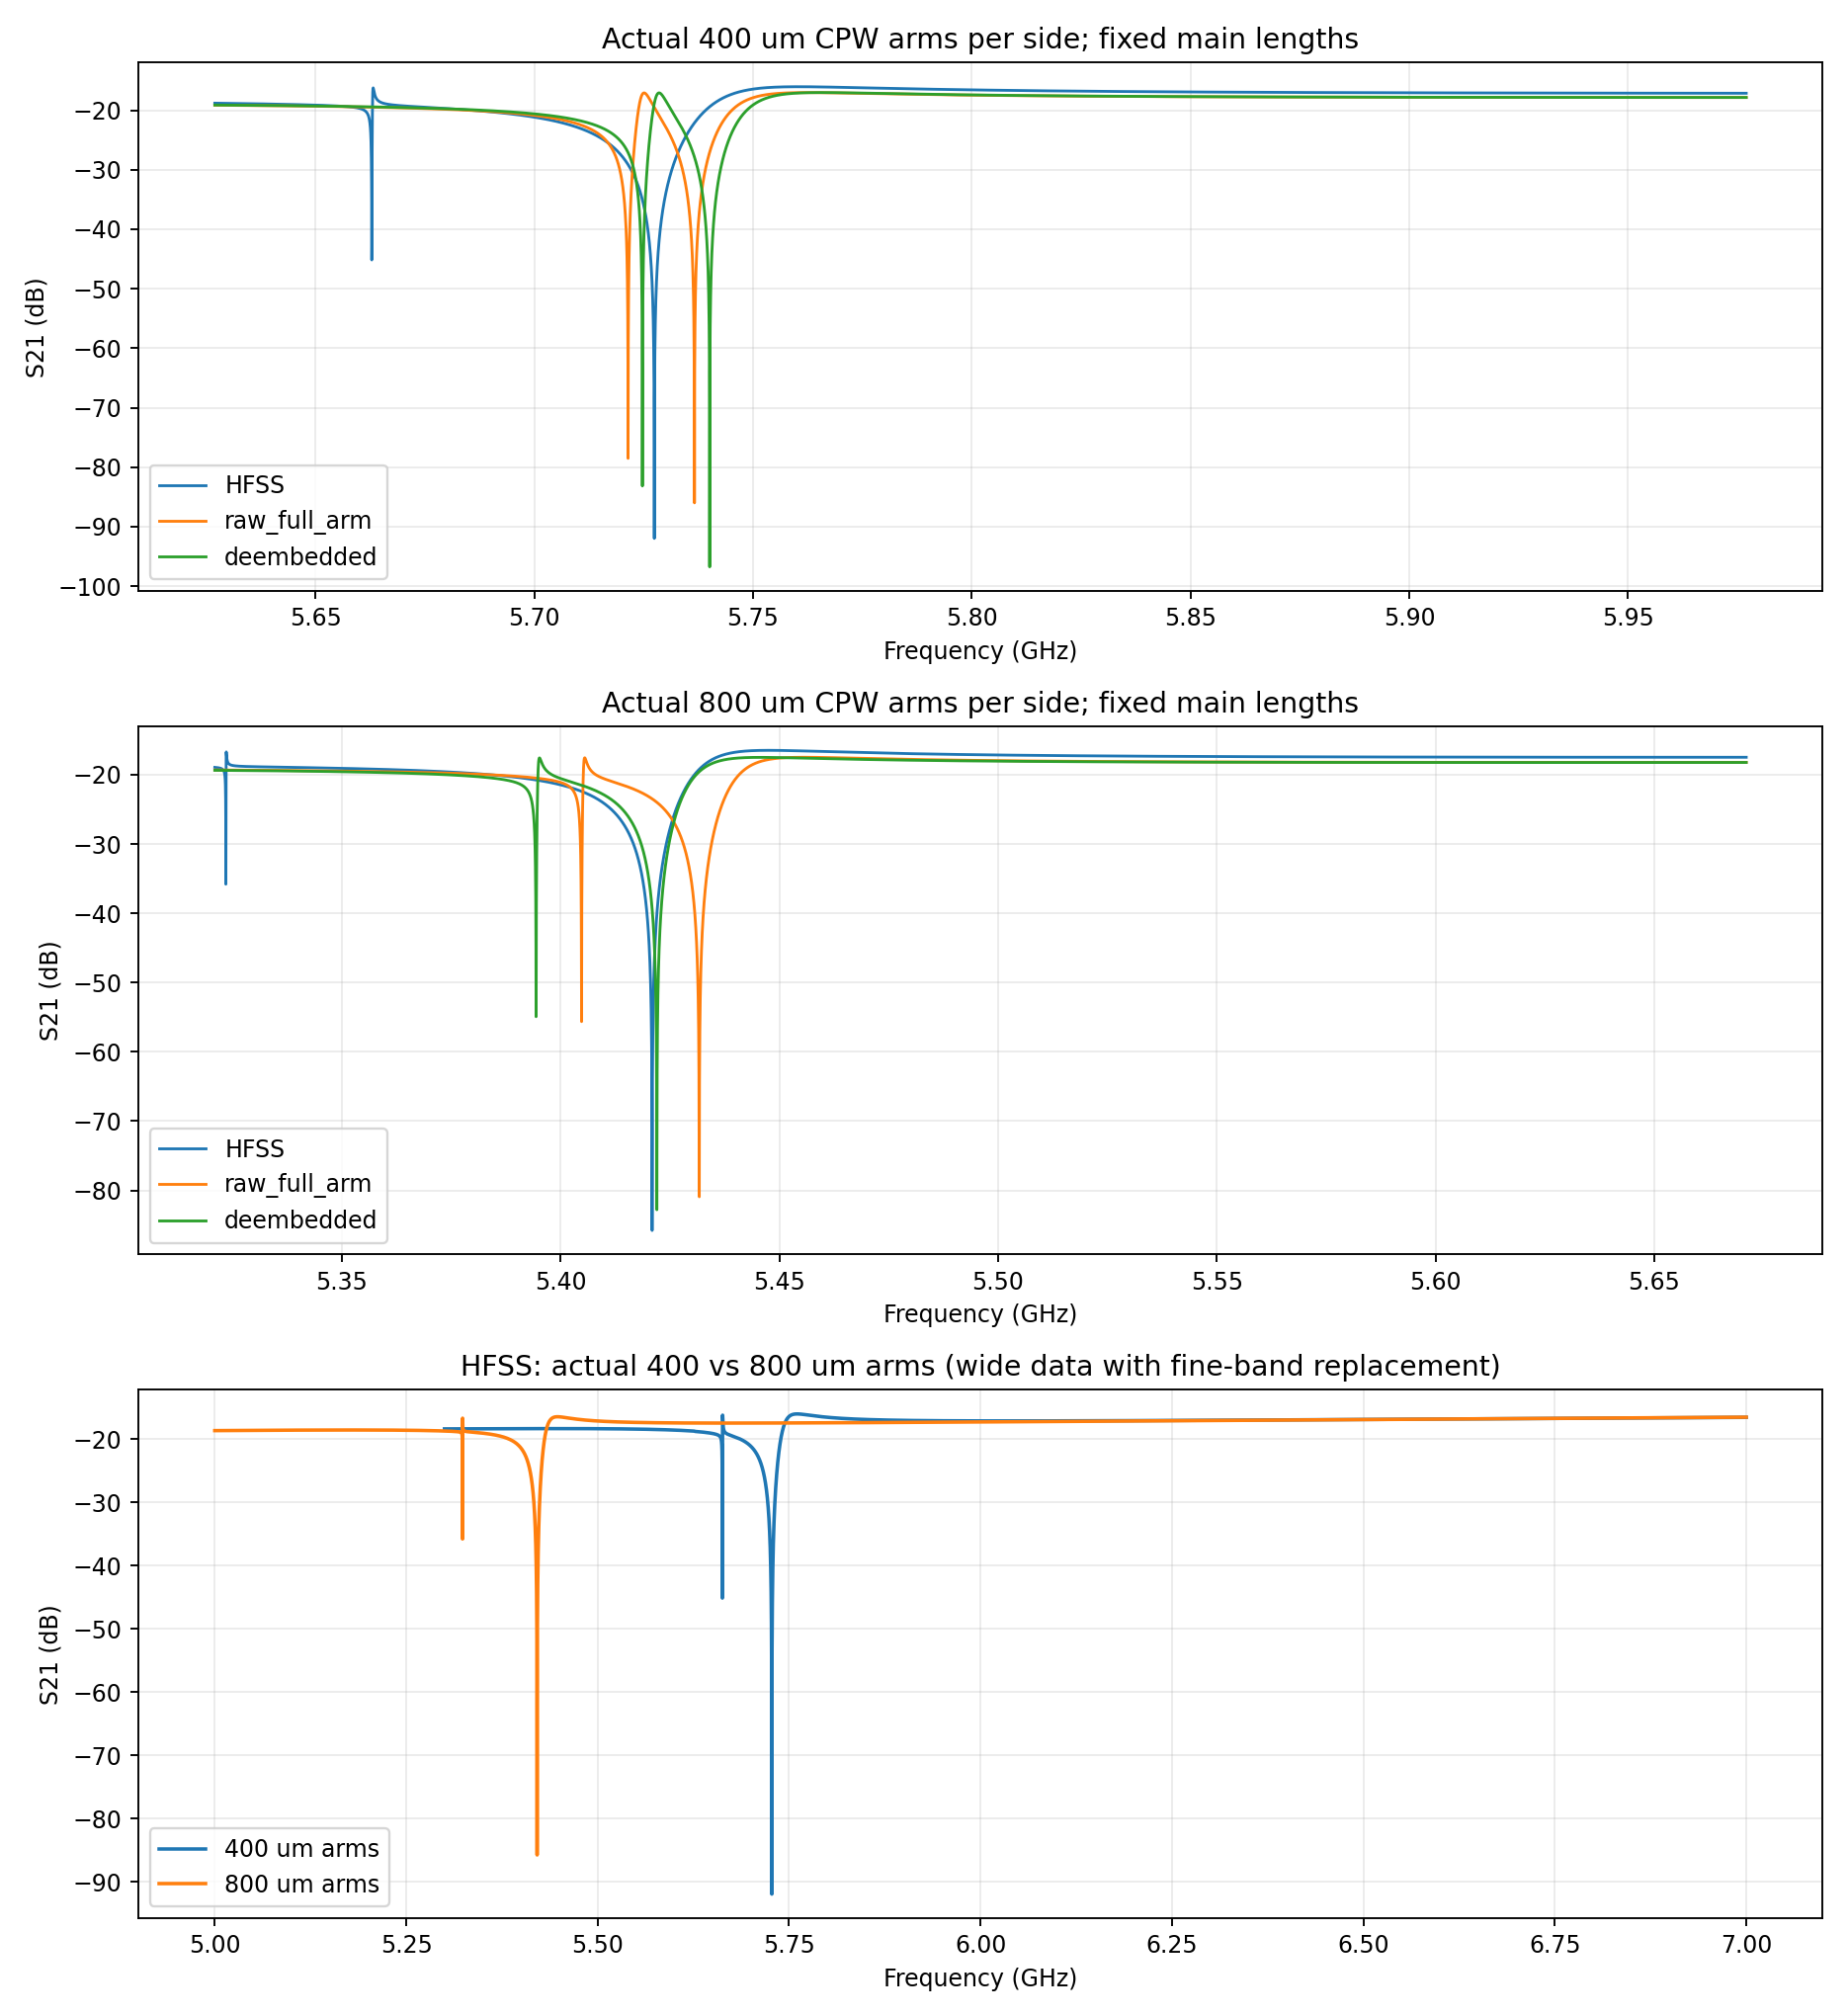 Actual 400 um CPW arms per side; fixed main lengths
S21 (dB)
−20
−30
−40
−50
−60
−70
−80
−90
−100
HFSS
raw_full_arm
deembedded
5.65 5.70 5.75 5.80 5.85 5.90 5.95
Frequency (GHz)
Actual 800 um CPW arms per side; fixed main lengths
S21 (dB)
−20
−30
−40
−50
−60
−70
−80
HFSS
raw_full_arm
deembedded
5.35 5.40 5.45 5.50 5.55 5.60 5.65
Frequency (GHz)
HFSS: actual 400 vs 800 um arms (wide data with fine-band replacement)
S21 (dB)
−20
−30
−40
−50
−60
−70
−80
−90
400 um arms
800 um arms
5.00 5.25 5.50 5.75 6.00 6.25 6.50 6.75 7.00
Frequency (GHz)